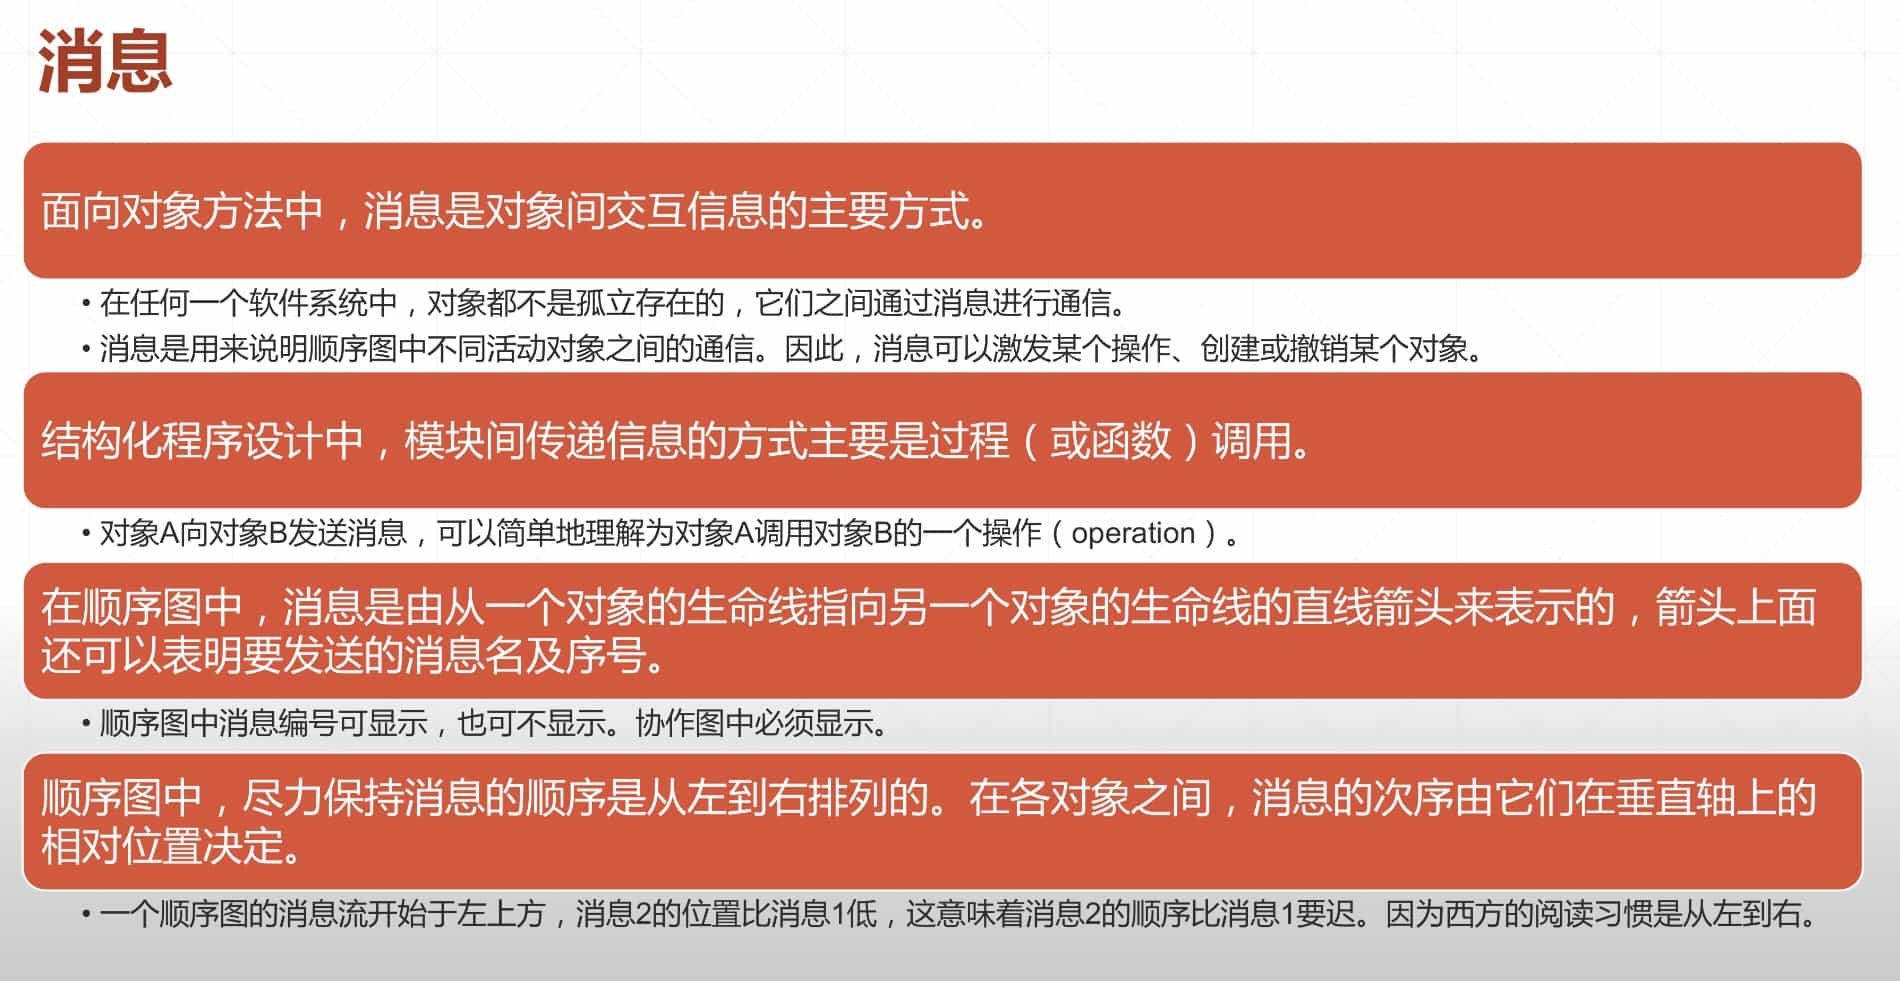 消息
面向对象方法中，消息是对象间交互信息的主要方式。
• 在任何一个软件系统中，对象都不是孤立存在的，它们之间通过消息进行通信。
• 消息是用来说明顺序图中不同活动对象之间的通信。因此，消息可以激发某个操作、创建或撤销某个对象。
结构化程序设计中，模块间传递信息的方式主要是过程（或函数）调用。
• 对象A向对象B发送消息，可以简单地理解为对象A调用对象B的一个操作（operation）。
在顺序图中，消息是由从一个对象的生命线指向另一个对象的生命线的直线箭头来表示的，箭头上面
还可以表明要发送的消息名及序号。
• 顺序图中消息编号可显示，也可不显示。协作图中必须显示。
顺序图中，尽力保持消息的顺序是从左到右排列的。在各对象之间，消息的次序由它们在垂直轴上的
相对位置决定。
• 一个顺序图的消息流开始于左上方，消息2的位置比消息1低，这意味着消息2的顺序比消息1要迟。因为西方的阅读习惯是从左到右。